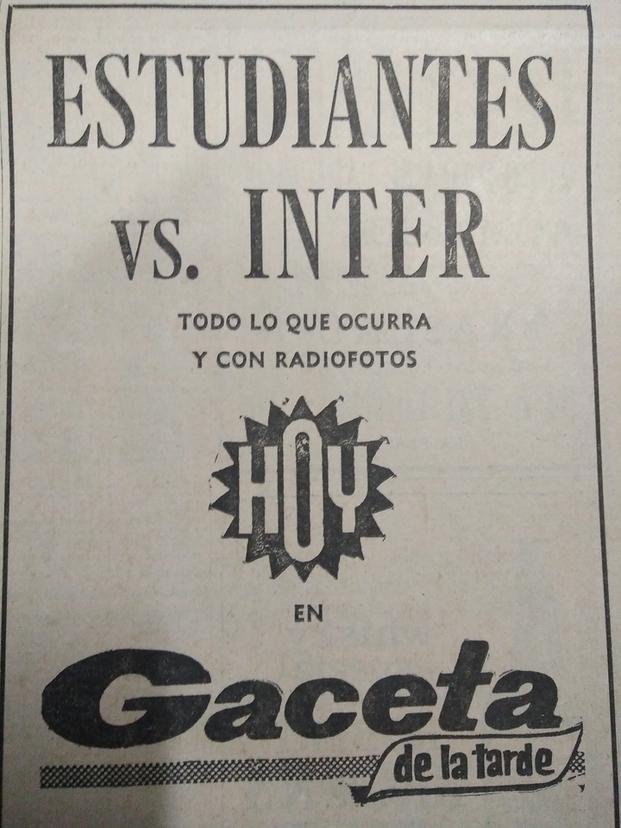 ESTUDIANTES
VS. INTER
TODO LO QUE OCURRA
Y CON RADIOFOTOS
HOY
EN
Gaceta
de la tarde